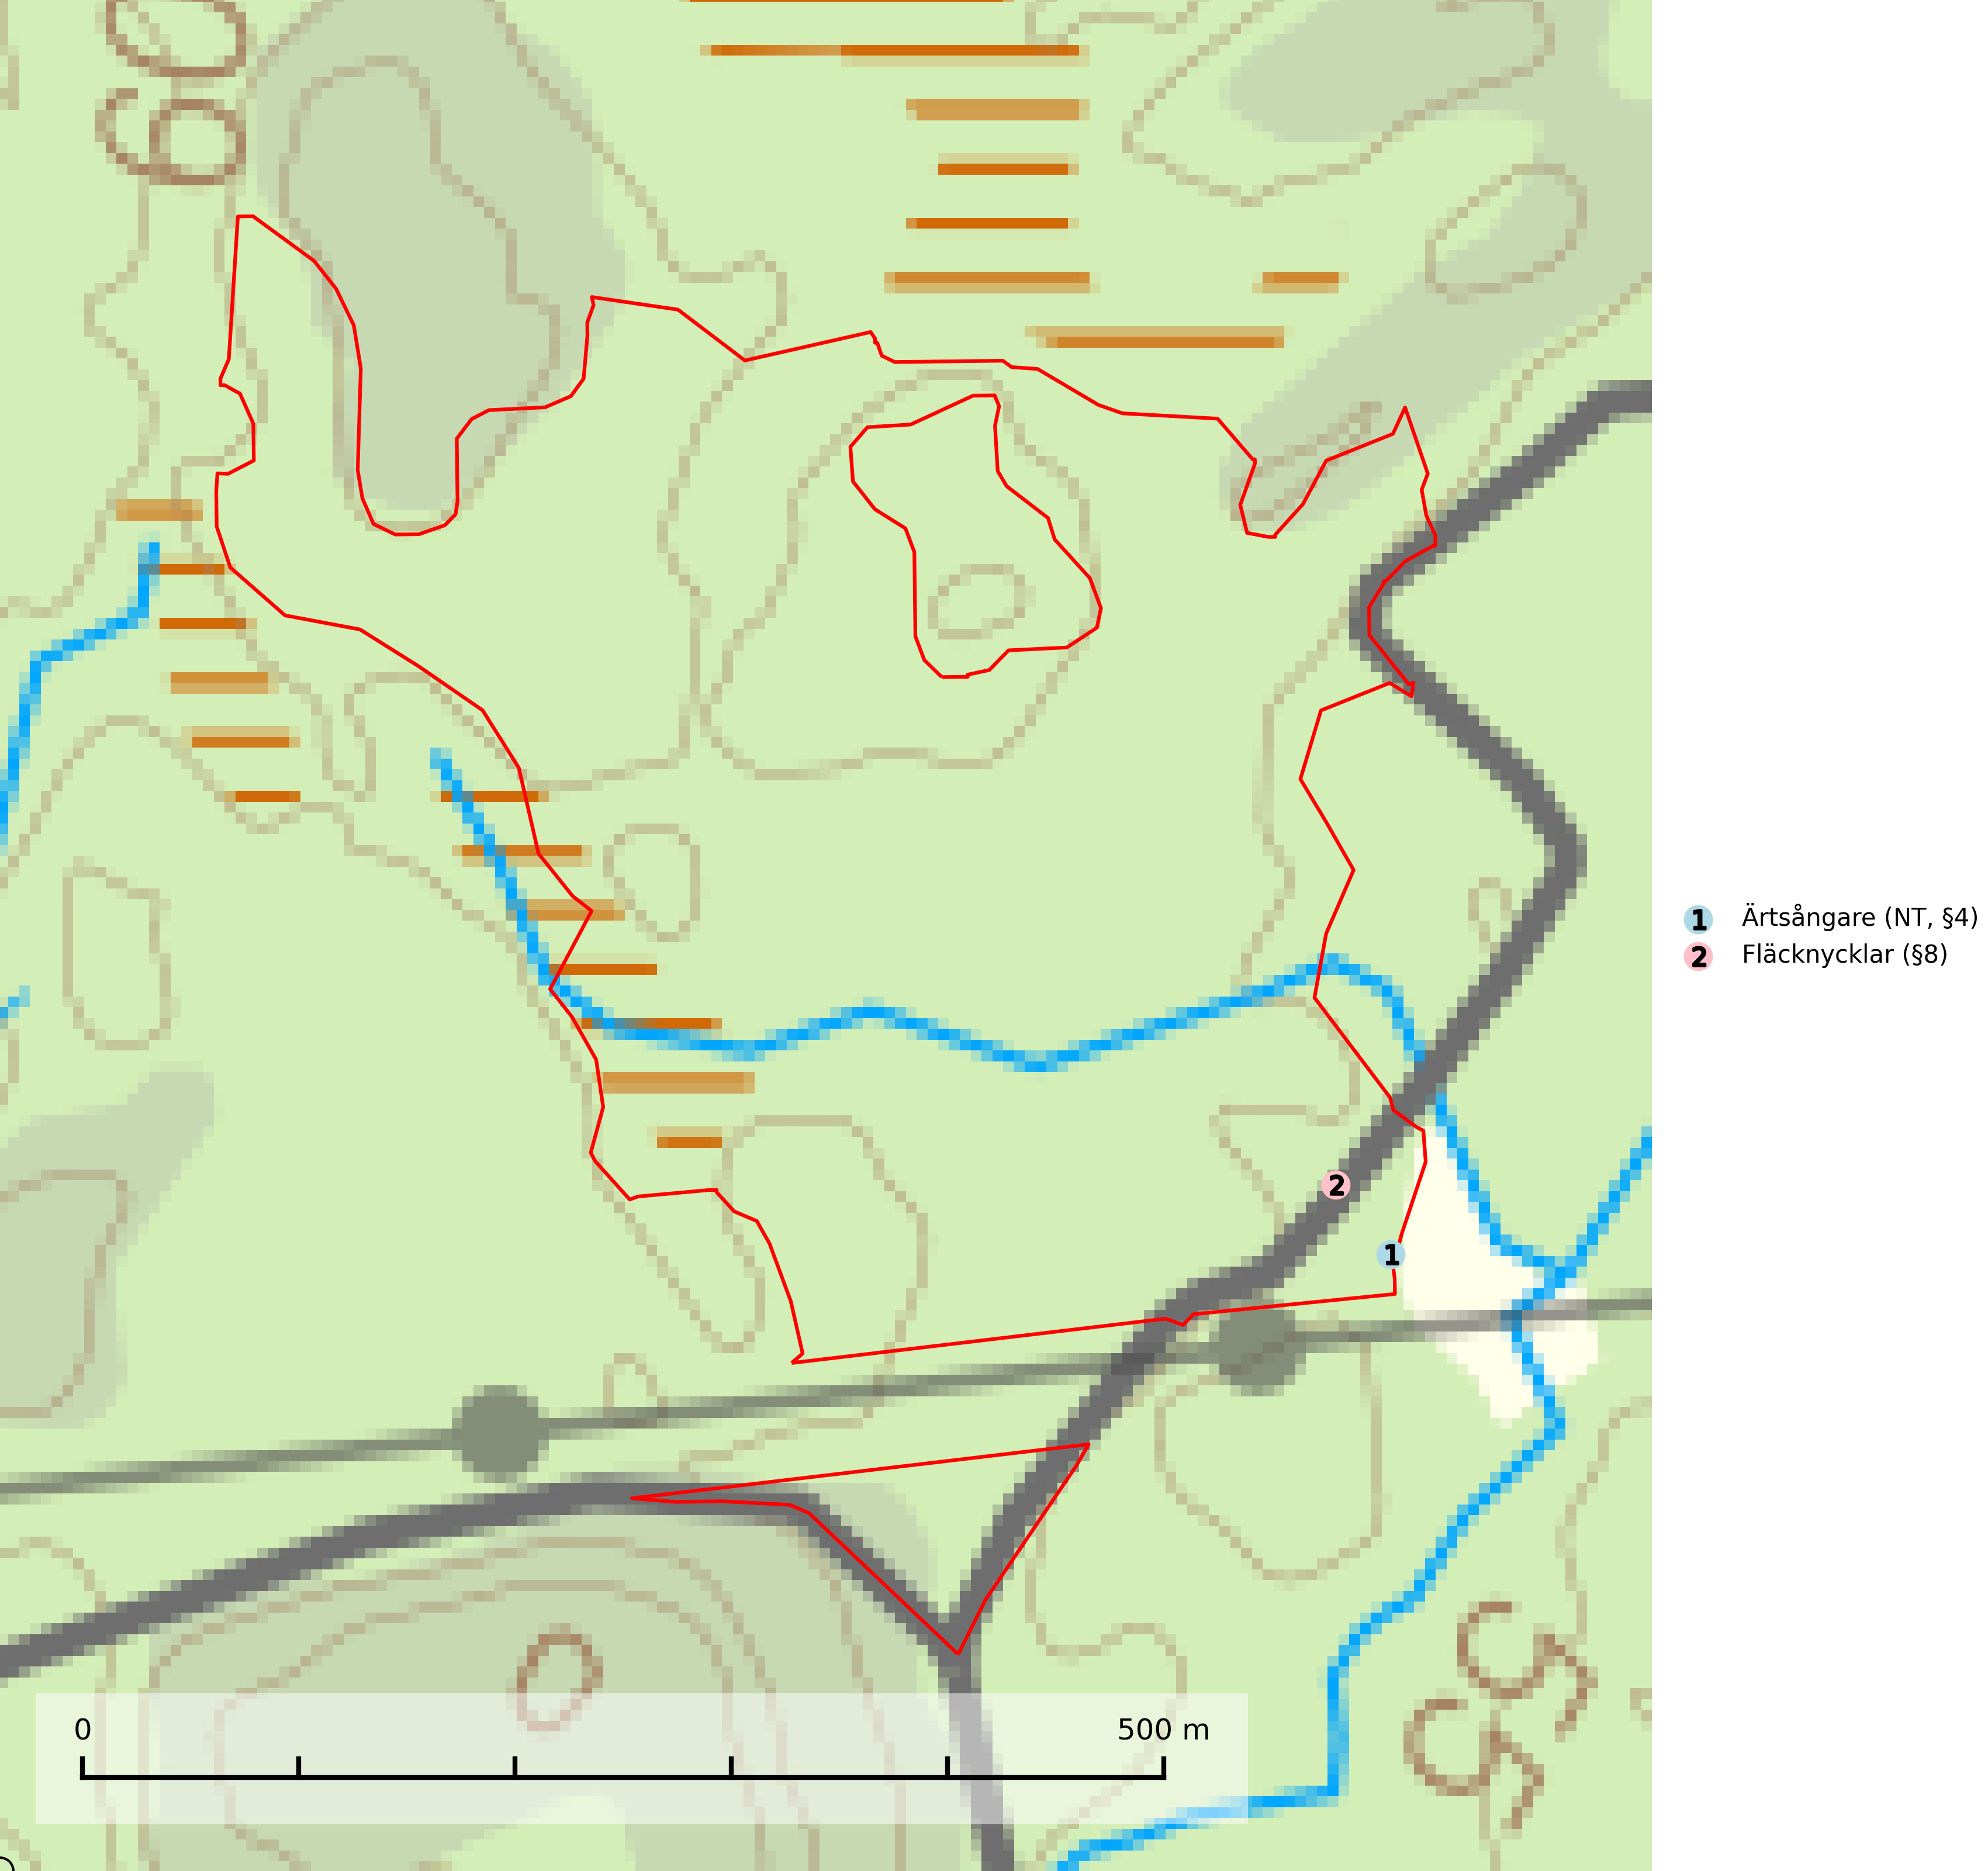 1 Ärtsångare (NT, §4)
2 Fläcknycklar (§8)
2
1
0 500 m